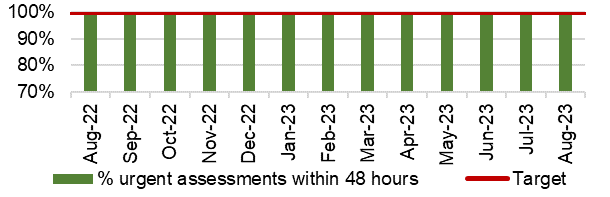 100%
90%
80%
70%
Aug-22
Sep-22
Oct-22
Nov-22
Dec-22
Jan-23
Feb-23
Mar-23
Apr-23
May-23
Jun-23
Jul-23
Aug-23
% urgent assessments within 48 hours
Target